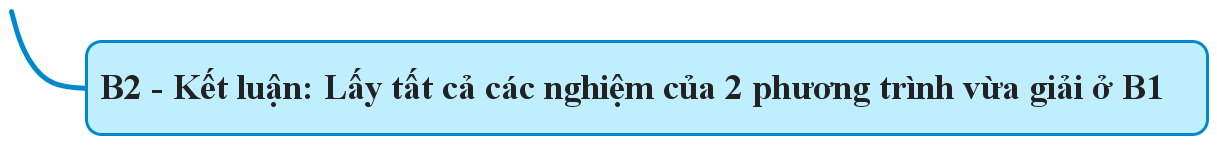 B2 - Kết luận: Lấy tất cả các nghiệm của 2 phương trình vừa giải ở B1